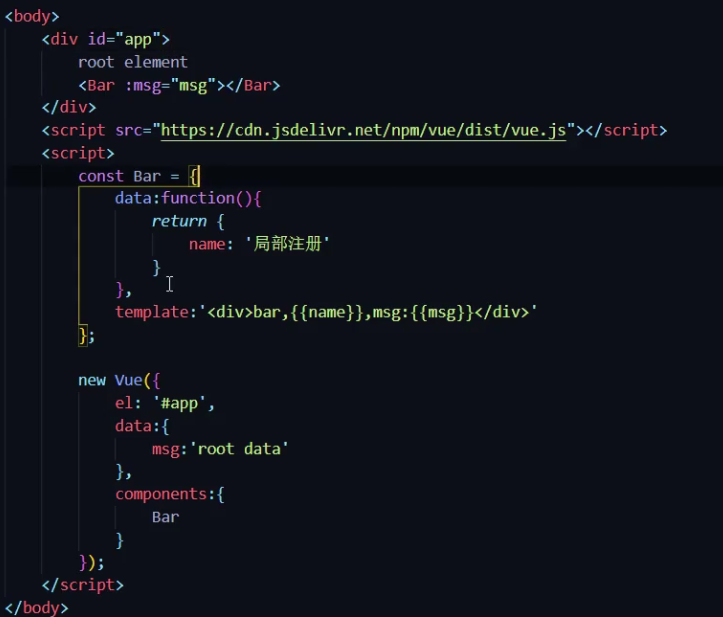 <body>
<div id="app">
root element
<Bar :msg="msg"></Bar>
</div>
<script src="https://cdn.jsdelivr.net/npm/vue/dist/vue.js"></script>
<script>
const Bar = {
data:function(){
return {
name: '局部注册'
}
},
template:'<div>bar,{{name}},msg:{{msg}}</div>'
};
new Vue({
el: '#app',
data:{
msg:'root data'
},
components:{
Bar
}
});
</script>
</body>